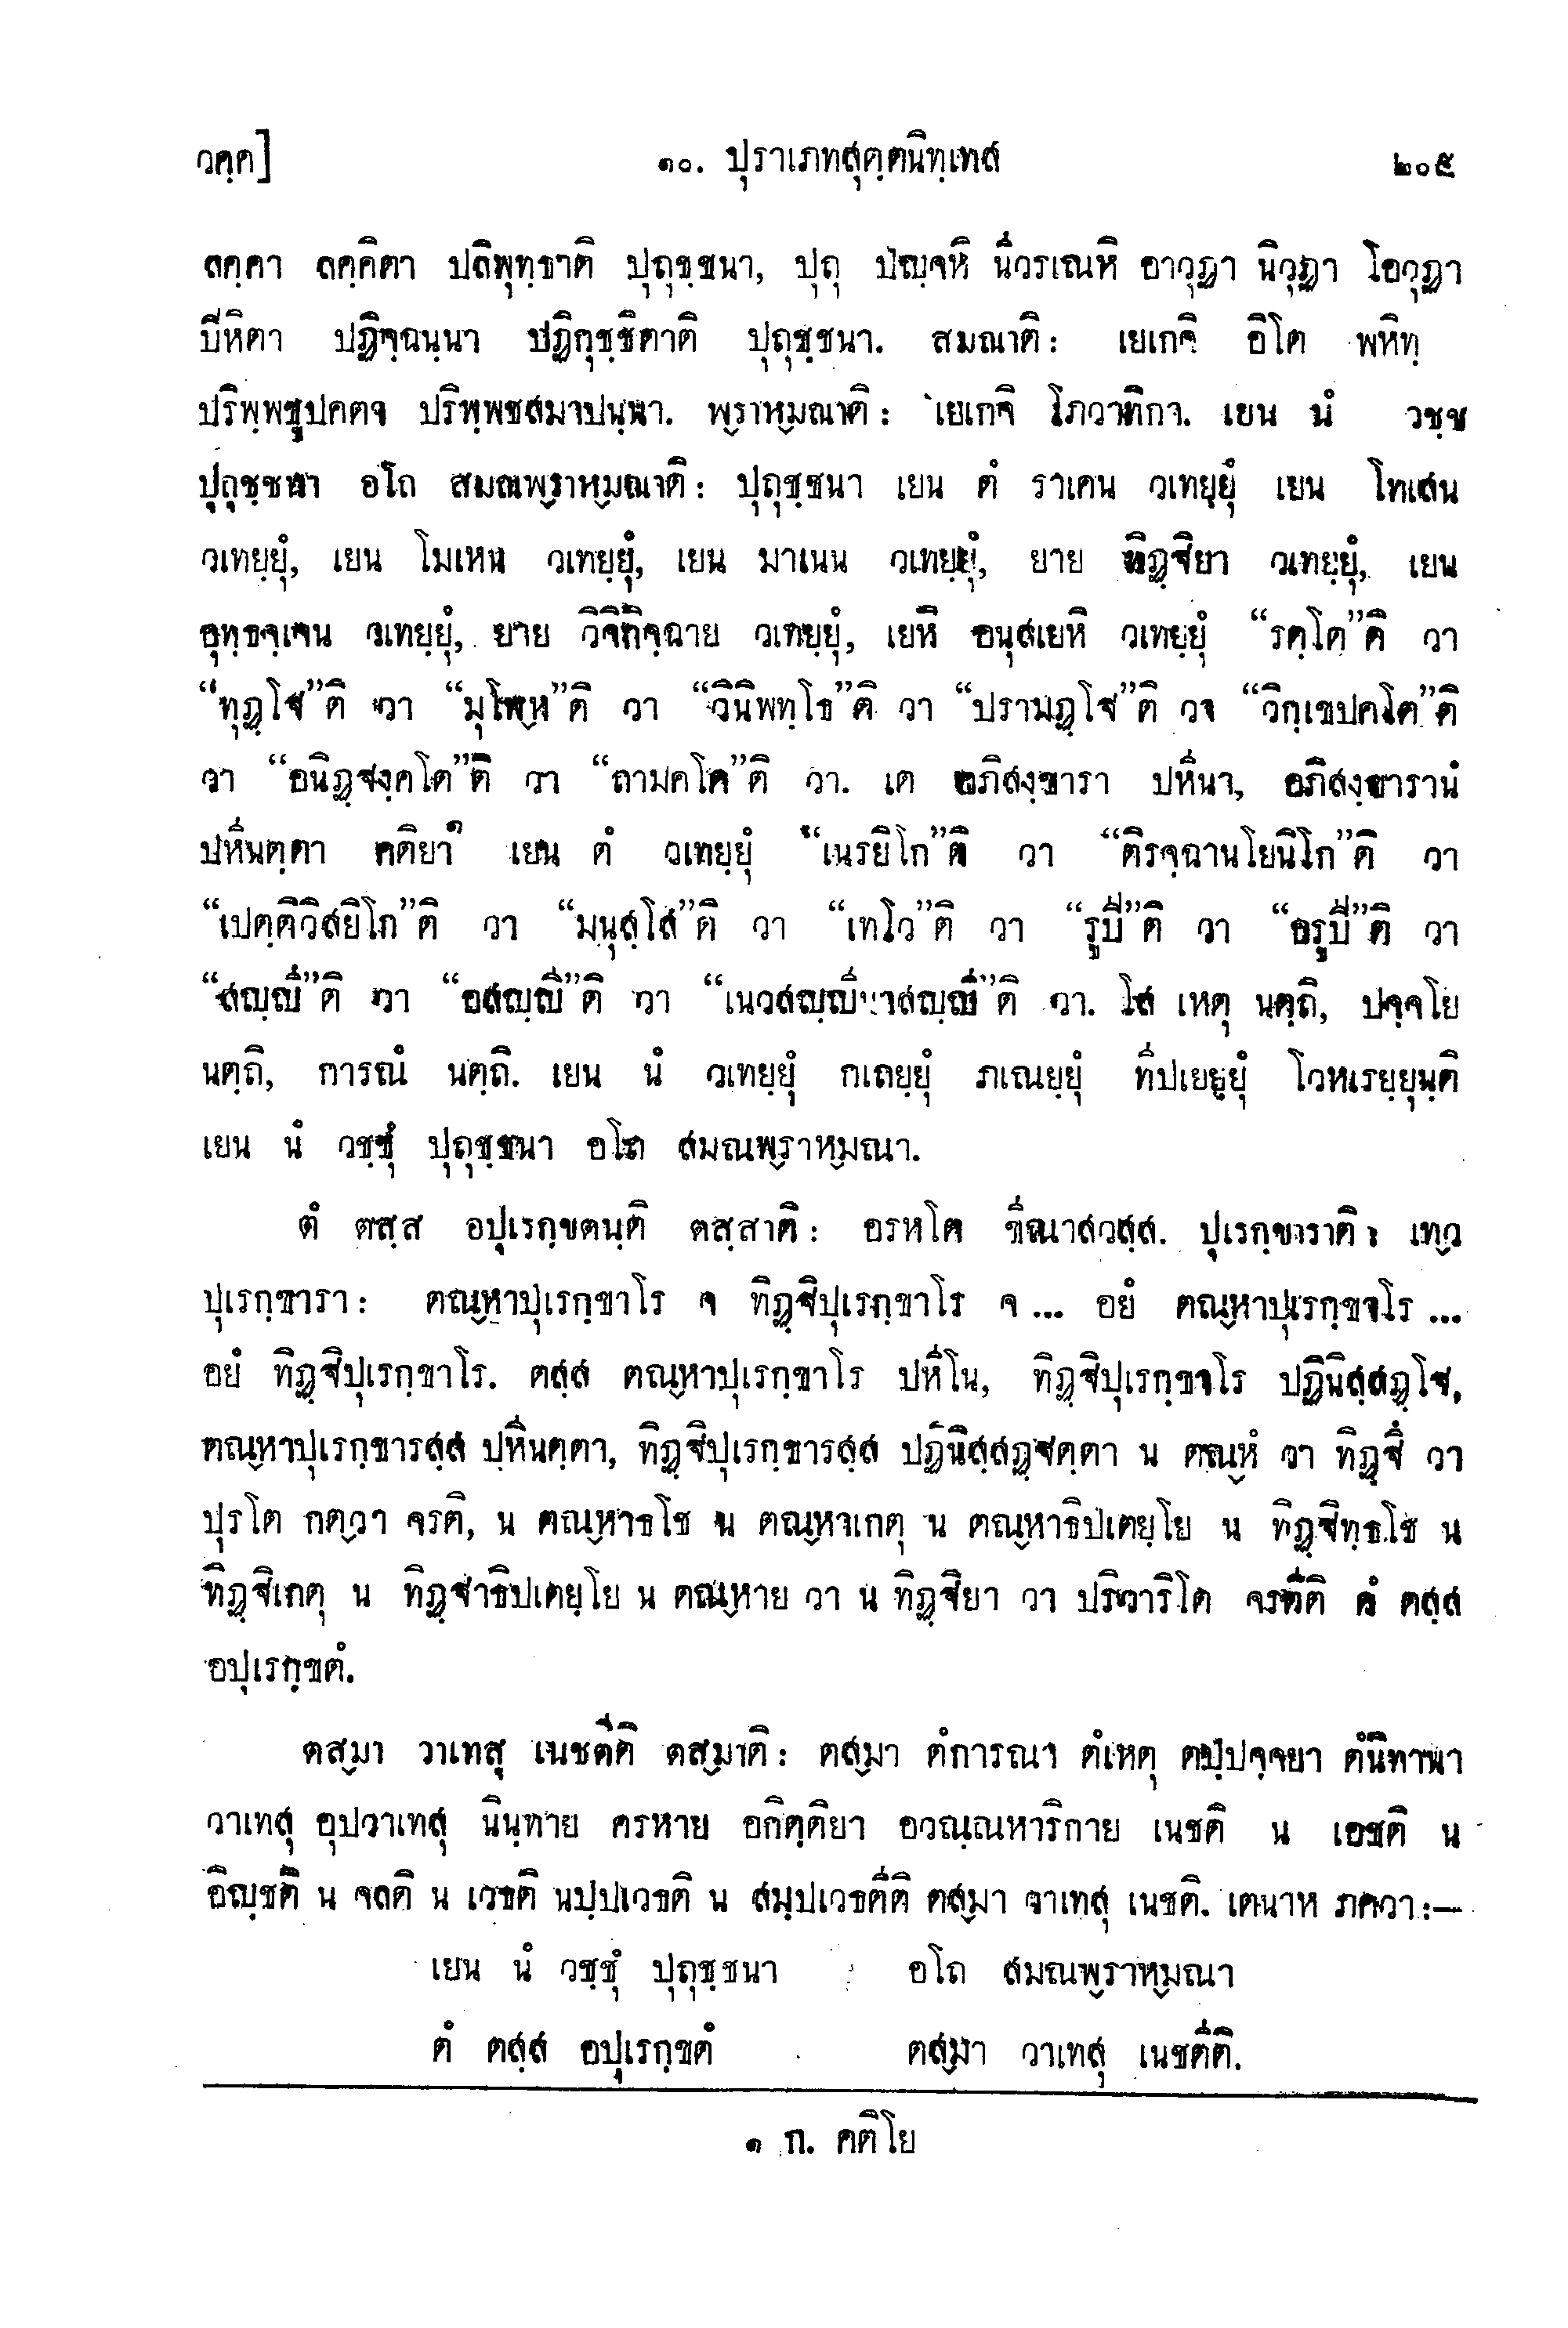 วคฺค] ๑๐. ปุราเภทสุตฺตนิทฺเทส ๒๐๕
ลคฺคา ลคฺคิตา ปลิพุทฺธาติ ปุถุชฺชนา, ปุถุ ปญฺจหิ นีวรเณหิ อาวุฏา นิวุฏา โอวุฏา
ปิหิตา ปฏิจฺฉนฺนา ปฏิกุชฺชิตาติ ปุถุชฺชนา. สมณาติ: เยเกจิ อิโต พหิทฺ
ปริพฺพชูปคตา ปริพฺพชสมาปนฺนา. พฺราหฺมณาติ: เยเกจิ โภวาทิกา. เยน นํ วชฺช
ปุถุชฺชนา อโถ สมณพฺราหฺมณาติ: ปุถุชฺชนา เยน ตํ ราเคน วเทยฺยุํ เยน โทเสน
วเทยฺยุํ, เยน โมเหน วเทยฺยุํ, เยน มาเนน วเทยฺยุํ, ยาย ทิฏฺฐิยา วเทยฺยุํ, เยน
อุทฺธจฺเจน วเทยฺยุํ, ยาย วิจิกิจฺฉาย วเทยฺยุํ, เยหิ อนุสเยหิ วเทยฺยุํ “รตฺโต”ติ วา
“ทุฏฺโฐ”ติ วา “มุโฬฺห”ติ วา “วินิพทฺโธ”ติ วา “ปรามฏฺโฐ”ติ วา “วิกฺเขปคโต”ติ
วา “อนิฏฺฐงฺคโต”ติ วา “ถามคโต”ติ วา. เต อภิสงฺขารา ปหีนา, อภิสงฺขารานํ
ปหีนตฺตา คติยา๑ เยน ตํ วเทยฺยุํ “เนรยิโก”ติ วา “ติรจฺฉานโยนิโก”ติ วา
“เปตฺติวิสยิโก”ติ วา “มนุสฺโส”ติ วา “เทโว”ติ วา “รูปี”ติ วา “อรูปี”ติ วา
“สญฺญี”ติ วา “อสญฺญี”ติ วา “เนวสญฺญีนาสญฺญี”ติ วา. โส เหตุ นตฺถิ, ปจฺจโย
นตฺถิ, การณํ นตฺถิ. เยน นํ วเทยฺยุํ กเถยฺยุํ ภเณยฺยุํ ทีปเยยฺยุํ โวหเรยฺยุนฺติ
เยน นํ วชฺชุํ ปุถุชฺชนา อโถ สมณพฺราหฺมณา.
ตํ ตสฺส อปุเรกฺขตนฺติ ตสฺสาติ: อรหโต ขีณาสวสฺส. ปุเรกฺขาราติ: เทฺว
ปุเรกฺขารา: ตณฺหาปุเรกฺขาโร จ ทิฏฺฐิปุเรกฺขาโร จ ... อยํ ตณฺหาปุเรกฺขาโร ...
อยํ ทิฏฺฐิปุเรกฺขาโร. ตสฺส ตณฺหาปุเรกฺขาโร ปหีโน, ทิฏฺฐิปุเรกฺขาโร ปฏินิสฺสฏฺโฐ,
ตณฺหาปุเรกฺขารสฺส ปหีนตฺตา, ทิฏฺฐิปุเรกฺขารสฺส ปฏินิสฺสฏฺฐตฺตา น ตณฺหํ วา ทิฏฺฐึ วา
ปุรโต กตฺวา จรติ, น ตณฺหาธโช น ตณฺหาเกตุ น ตณฺหาธิปเตยฺโย น ทิฏฺฐิทฺธโช น
ทิฏฺฐิเกตุ น ทิฏฺฐาธิปเตยฺโย น ตณฺหาย วา น ทิฏฺฐิยา วา ปริวาริโต จรตีติ ตํ ตสฺส
อปุเรกฺขตํ.
ตสฺมา วาเทสุ เนชตีติ ตสฺมาติ: ตสฺมา ตํการณา ตํเหตุ ตปฺปจฺจยา ตํนิทานา
วาเทสุ อุปวาเทสุ นินฺทาย ครหาย อกิตฺติยา อวณฺณหาริกาย เนชติ น เอชติ น
อิญฺชติ น จลติ น เวธติ นปฺปเวธติ น สมฺปเวธตีติ ตสฺมา วาเทสุ เนชติ. เตนาห ภควา:—
เยน นํ วชฺชุํ ปุถุชฺชนา อโถ สมณพฺราหฺมณา
ตํ ตสฺส อปุเรกฺขตํ ตสฺมา วาเทสุ เนชตีติ.
๑ ก. คติโย